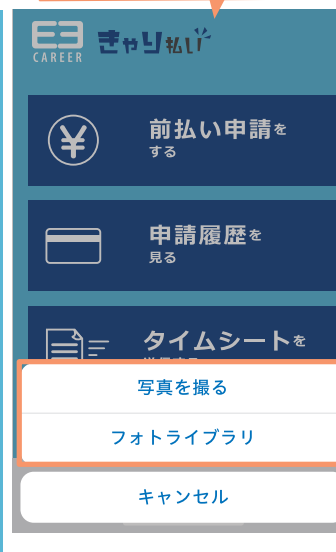 CAREER きゃり払い
前払い申請を
する
申請履歴を
見る
タイムシートを
写真を撮る
フォトライブラリ
キャンセル